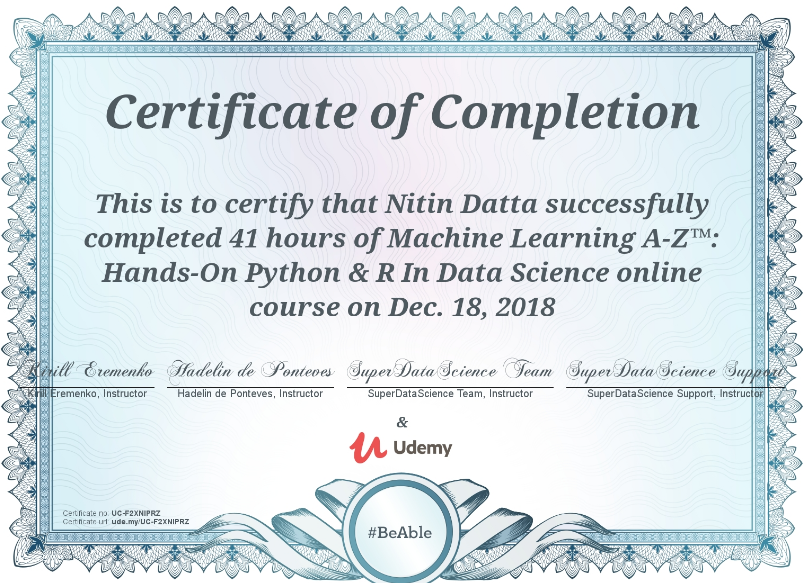 Certificate of Completion
This is to certify that Nitin Datta successfully
completed 41 hours of Machine Learning A-Z™:
Hands-On Python & R In Data Science online
course on Dec. 18, 2018
Kirill Eremenko Hadelin de Ponteves SuperDataScience Team SuperDataScience Support
Kirill Eremenko, Instructor Hadelin de Ponteves, Instructor SuperDataScience Team, Instructor SuperDataScience Support, Instructor
&
Udemy
Certificate no: UC-F2XNIPRZ
Certificate url: ude.my/UC-F2XNIPRZ
#BeAble